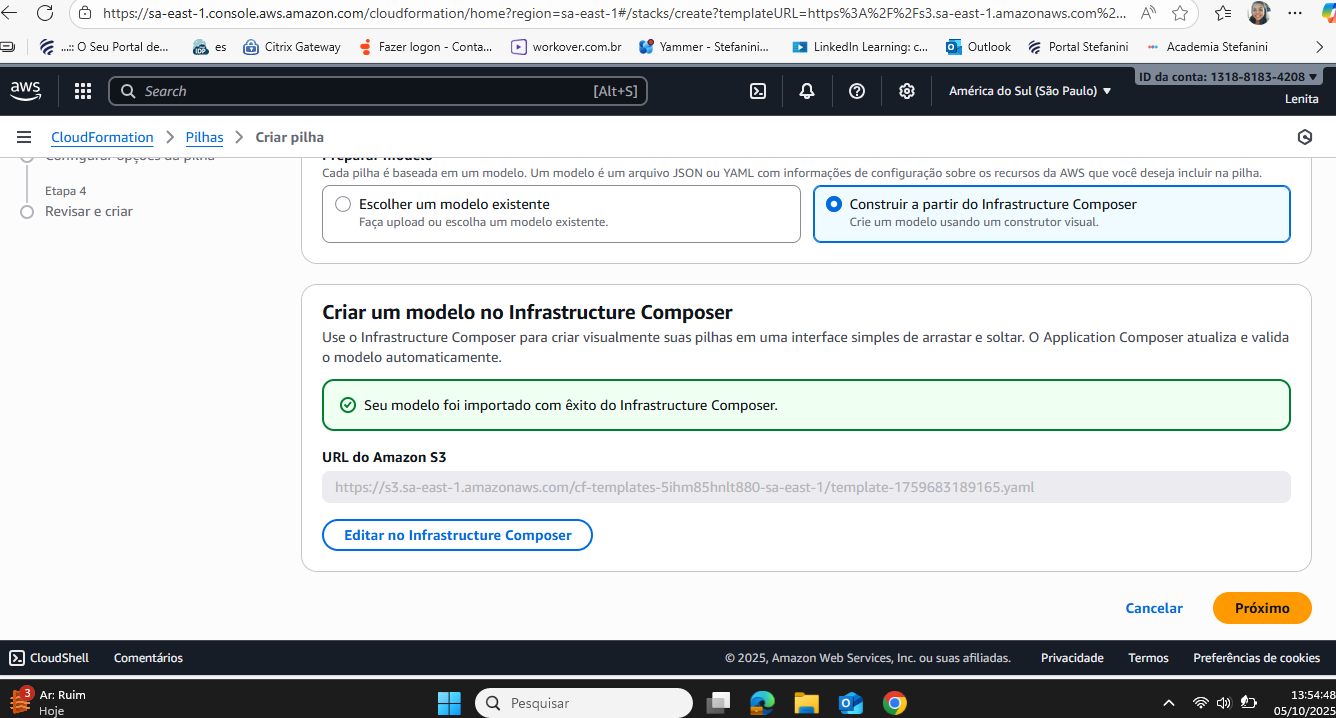 https://sa-east-1.console.aws.amazon.com/cloudformation/home?region=sa-east-1#/stacks/create?templateURL=https%3A%2F%2Fs3.sa-east-1.amazonaws.com%2...
...:: O Seu Portal de...
es
Citrix Gateway
Fazer logon - Conta...
workover.com.br
Yammer - Stefanini...
LinkedIn Learning: c...
Outlook
Portal Stefanini
Academia Stefanini
aws
Search
[Alt+S]
América do Sul (São Paulo)
ID da conta: 1318-8183-4208
Lenita
CloudFormation
Pilhas
Criar pilha
Configurar opções da pilha
Etapa 4
Revisar e criar
Preparar modelo
Cada pilha é baseada em um modelo. Um modelo é um arquivo JSON ou YAML com informações de configuração sobre os recursos da AWS que você deseja incluir na pilha.
Escolher um modelo existente
Faça upload ou escolha um modelo existente.
Construir a partir do Infrastructure Composer
Crie um modelo usando um construtor visual.
Criar um modelo no Infrastructure Composer
Use o Infrastructure Composer para criar visualmente suas pilhas em uma interface simples de arrastar e soltar. O Application Composer atualiza e valida
o modelo automaticamente.
Seu modelo foi importado com êxito do Infrastructure Composer.
URL do Amazon S3
https://s3.sa-east-1.amazonaws.com/cf-templates-5ihm85hnlt880-sa-east-1/template-1759683189165.yaml
Editar no Infrastructure Composer
Cancelar
Próximo
CloudShell
Comentários
© 2025, Amazon Web Services, Inc. ou suas afiliadas.
Privacidade
Termos
Preferências de cookies
3
Ar: Ruim
Hoje
Pesquisar
13:54:48
05/10/2025